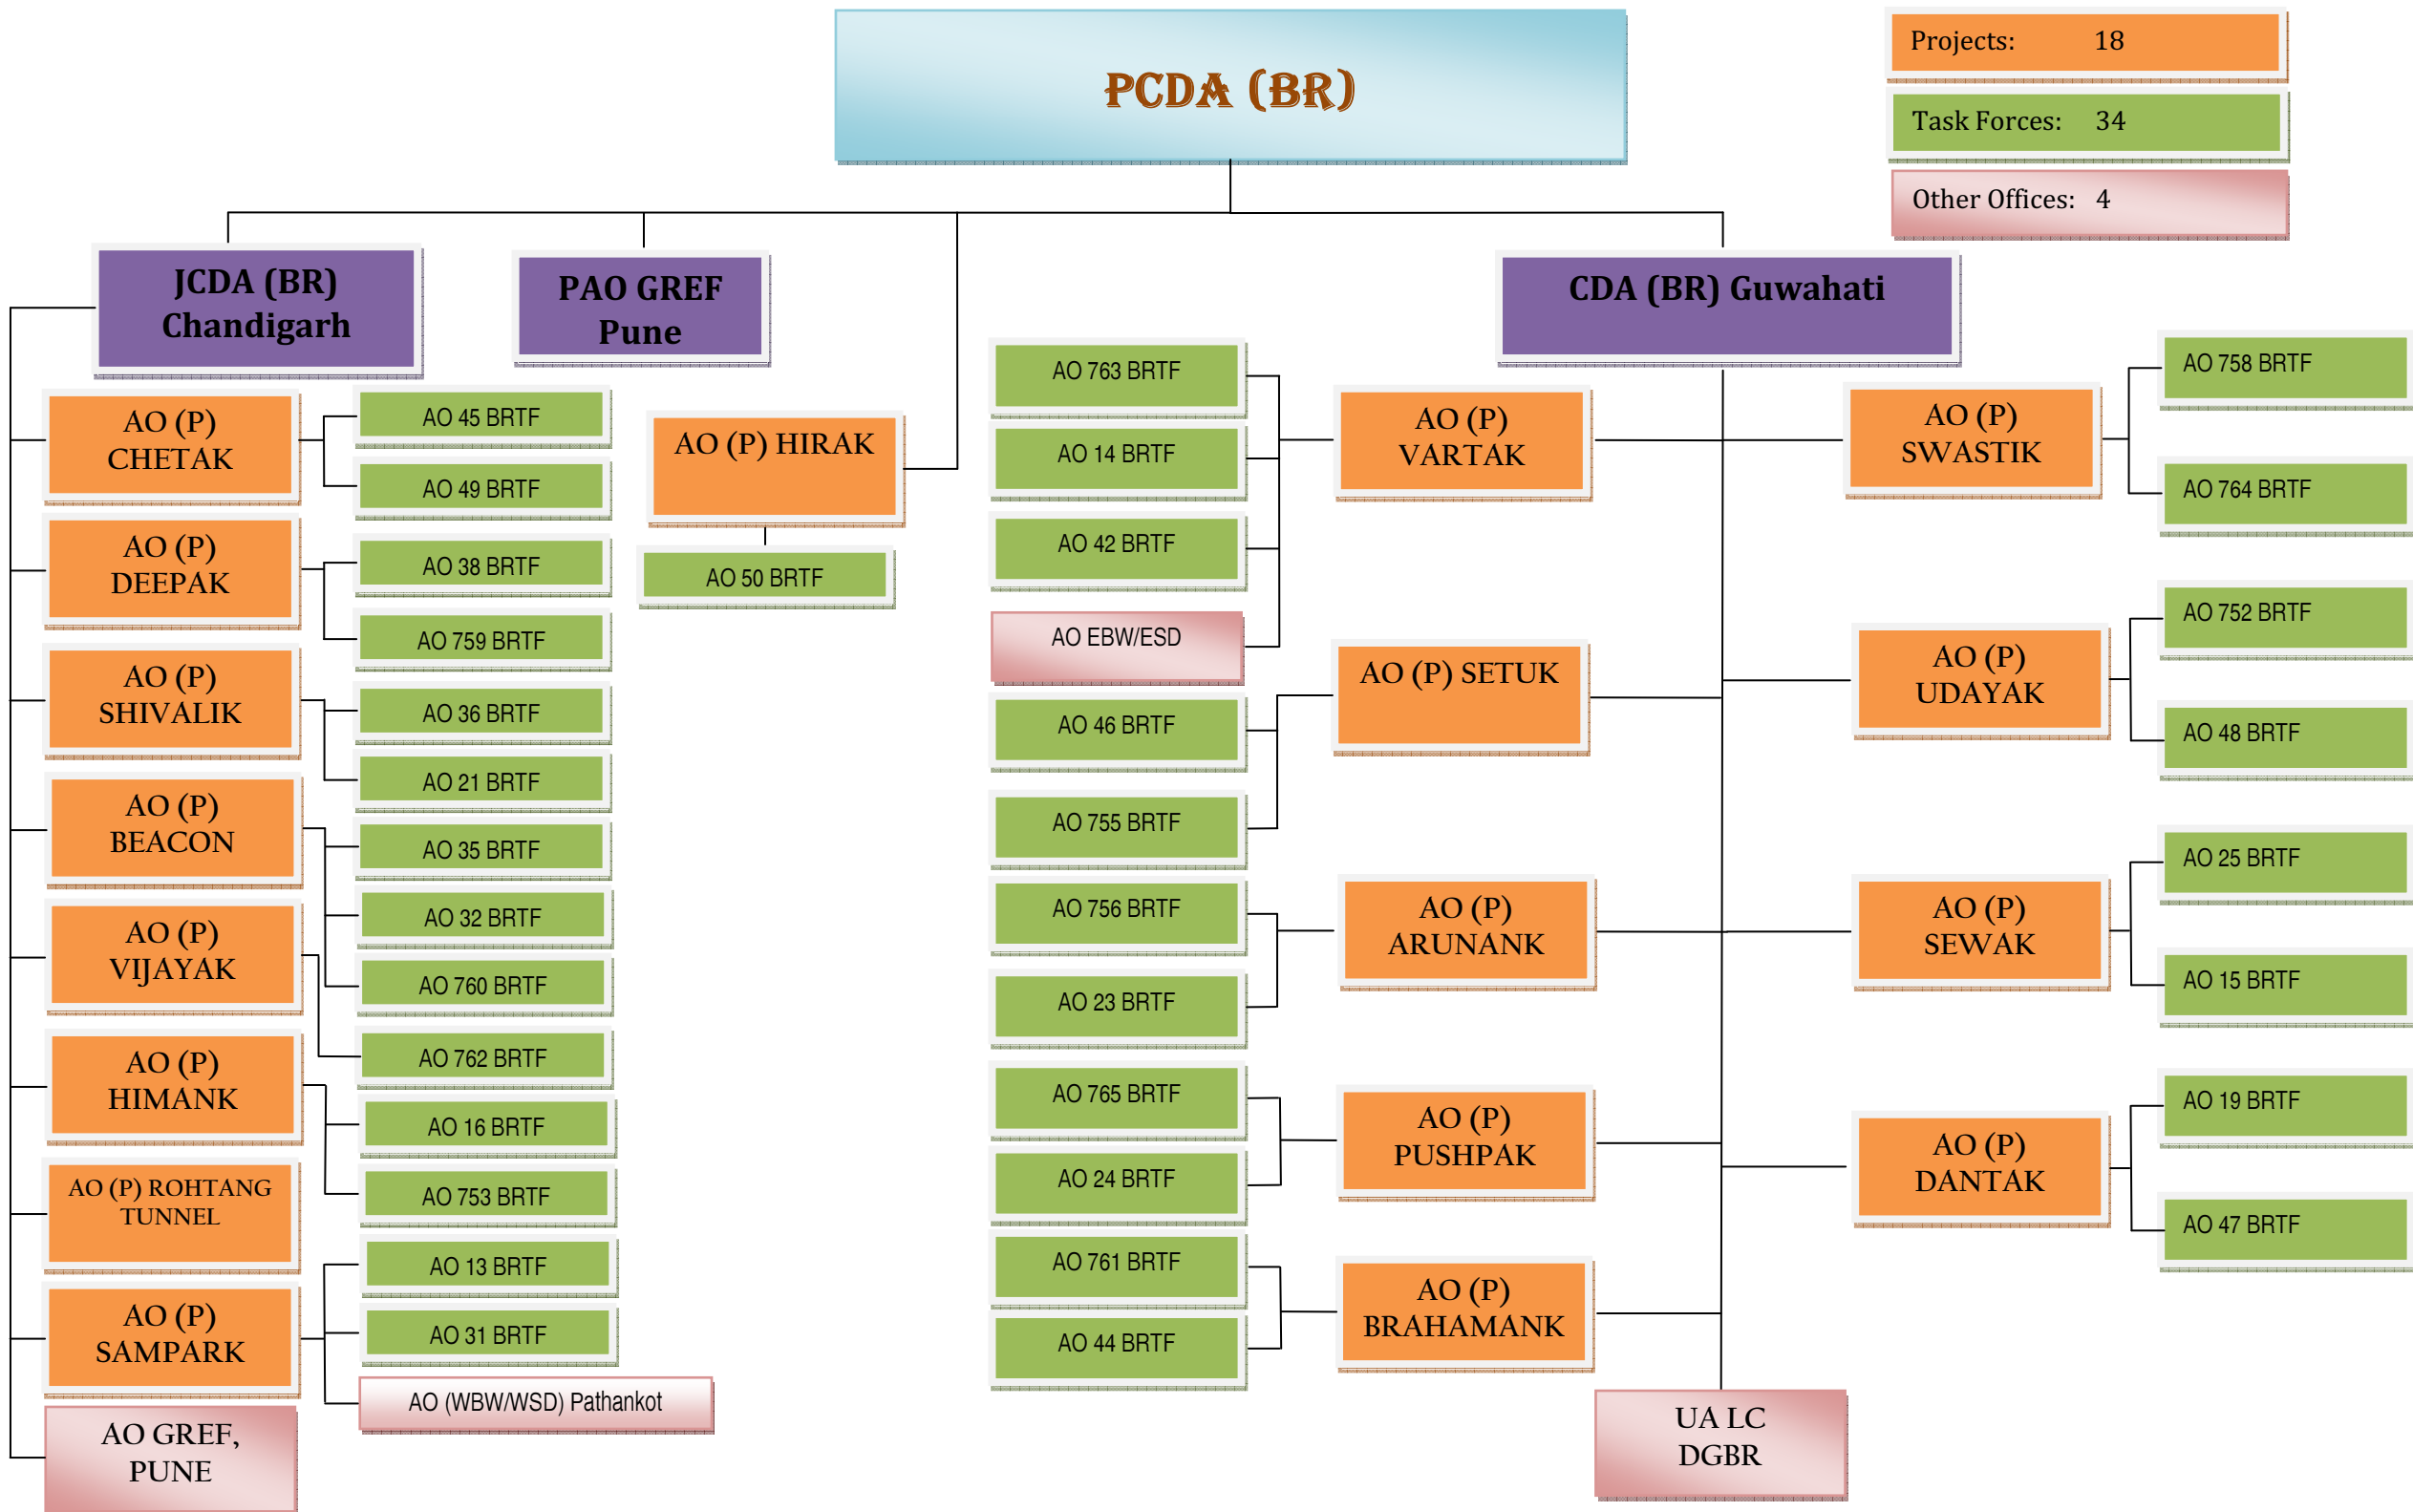 PCDA (BR)
Projects: 18
Task Forces: 34
Other Offices: 4
JCDA (BR)
Chandigarh
PAO GREF
Pune
CDA (BR) Guwahati
AO (P)
CHETAK
AO 45 BRTF
AO 49 BRTF
AO (P)
DEEPAK
AO 38 BRTF
AO 759 BRTF
AO (P)
SHIVALIK
AO 36 BRTF
AO 21 BRTF
AO (P)
BEACON
AO 35 BRTF
AO 32 BRTF
AO 760 BRTF
AO (P)
VIJAYAK
AO 762 BRTF
AO (P)
HIMANK
AO 16 BRTF
AO 753 BRTF
AO (P) ROHTANG
TUNNEL
AO (P)
SAMPARK
AO 13 BRTF
AO 31 BRTF
AO (WBW/WSD) Pathankot
AO GREF,
PUNE
AO (P) HIRAK
AO 50 BRTF
AO 763 BRTF
AO 14 BRTF
AO 42 BRTF
AO EBW/ESD
AO (P)
VARTAK
AO 46 BRTF
AO 755 BRTF
AO (P) SETUK
AO 756 BRTF
AO 23 BRTF
AO (P)
ARUNANK
AO 765 BRTF
AO 24 BRTF
AO (P)
PUSHPAK
AO 761 BRTF
AO 44 BRTF
AO (P)
BRAHAMANK
AO (P)
SWASTIK
AO 758 BRTF
AO 764 BRTF
AO (P)
UDAYAK
AO 752 BRTF
AO 48 BRTF
AO (P)
SEWAK
AO 25 BRTF
AO 15 BRTF
AO (P)
DANTAK
AO 19 BRTF
AO 47 BRTF
UA LC
DGBR